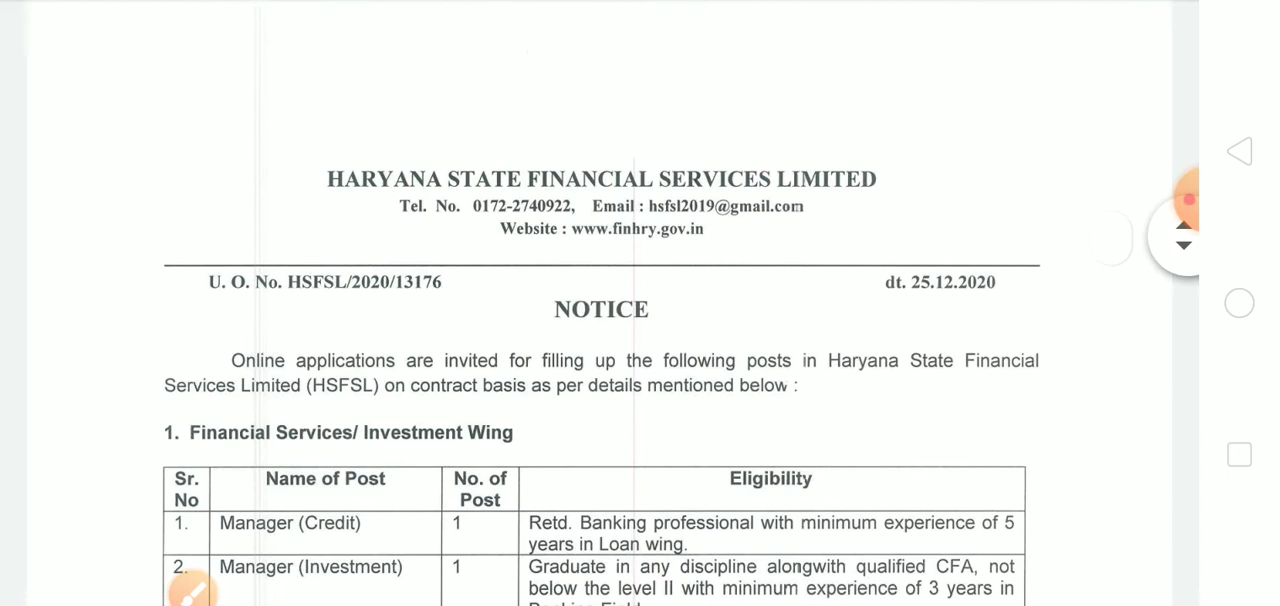 HARYANA STATE FINANCIAL SERVICES LIMITED
Tel. No. 0172-2740922, Email : hsfsl2019@gmail.com
Website : www.finhry.gov.in
U. O. No. HSFSL/2020/13176 dt. 25.12.2020
NOTICE
Online applications are invited for filling up the following posts in Haryana State Financial
Services Limited (HSFSL) on contract basis as per details mentioned below :
1. Financial Services/ Investment Wing
Sr. Name of Post No. of Eligibility
No Post
1. Manager (Credit) 1 Retd. Banking professional with minimum experience of 5
years in Loan wing.
2. Manager (Investment) 1 Graduate in any discipline alongwith qualified CFA, not
below the level II with minimum experience of 3 years in